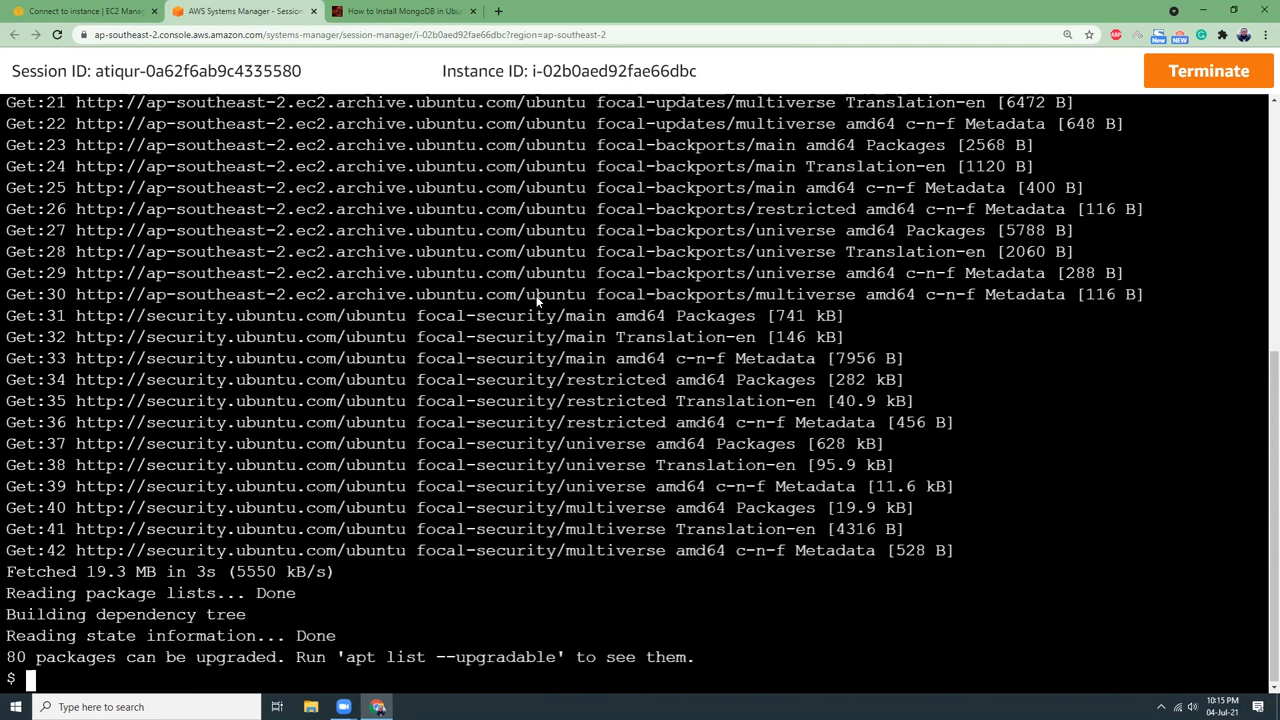 Connect to instance | EC2 Mana
AWS Systems Manager - Session
How to Install MongoDB in Ubun
ap-southeast-2.console.aws.amazon.com/systems-manager/session-manager/i-02b0aed92fae66dbc?region=ap-southeast-2
Session ID: atiqur-0a62f6ab9c4335580
Instance ID: i-02b0aed92fae66dbc
Terminate
Get:21 http://ap-southeast-2.ec2.archive.ubuntu.com/ubuntu focal-updates/multiverse Translation-en [6472 B]
Get:22 http://ap-southeast-2.ec2.archive.ubuntu.com/ubuntu focal-updates/multiverse amd64 c-n-f Metadata [648 B]
Get:23 http://ap-southeast-2.ec2.archive.ubuntu.com/ubuntu focal-backports/main amd64 Packages [2568 B]
Get:24 http://ap-southeast-2.ec2.archive.ubuntu.com/ubuntu focal-backports/main Translation-en [1120 B]
Get:25 http://ap-southeast-2.ec2.archive.ubuntu.com/ubuntu focal-backports/main amd64 c-n-f Metadata [400 B]
Get:26 http://ap-southeast-2.ec2.archive.ubuntu.com/ubuntu focal-backports/restricted amd64 c-n-f Metadata [116 B]
Get:27 http://ap-southeast-2.ec2.archive.ubuntu.com/ubuntu focal-backports/universe amd64 Packages [5788 B]
Get:28 http://ap-southeast-2.ec2.archive.ubuntu.com/ubuntu focal-backports/universe Translation-en [2060 B]
Get:29 http://ap-southeast-2.ec2.archive.ubuntu.com/ubuntu focal-backports/universe amd64 c-n-f Metadata [288 B]
Get:30 http://ap-southeast-2.ec2.archive.ubuntu.com/ubuntu focal-backports/multiverse amd64 c-n-f Metadata [116 B]
Get:31 http://security.ubuntu.com/ubuntu focal-security/main amd64 Packages [741 kB]
Get:32 http://security.ubuntu.com/ubuntu focal-security/main Translation-en [146 kB]
Get:33 http://security.ubuntu.com/ubuntu focal-security/main amd64 c-n-f Metadata [7956 B]
Get:34 http://security.ubuntu.com/ubuntu focal-security/restricted amd64 Packages [282 kB]
Get:35 http://security.ubuntu.com/ubuntu focal-security/restricted Translation-en [40.9 kB]
Get:36 http://security.ubuntu.com/ubuntu focal-security/restricted amd64 c-n-f Metadata [456 B]
Get:37 http://security.ubuntu.com/ubuntu focal-security/universe amd64 Packages [628 kB]
Get:38 http://security.ubuntu.com/ubuntu focal-security/universe Translation-en [95.9 kB]
Get:39 http://security.ubuntu.com/ubuntu focal-security/universe amd64 c-n-f Metadata [11.6 kB]
Get:40 http://security.ubuntu.com/ubuntu focal-security/multiverse amd64 Packages [19.9 kB]
Get:41 http://security.ubuntu.com/ubuntu focal-security/multiverse Translation-en [4316 B]
Get:42 http://security.ubuntu.com/ubuntu focal-security/multiverse amd64 c-n-f Metadata [528 B]
Fetched 19.3 MB in 3s (5550 kB/s)
Reading package lists... Done
Building dependency tree
Reading state information... Done
80 packages can be upgraded. Run 'apt list --upgradable' to see them.
$
Type here to search
10:15 PM
04-Jul-21